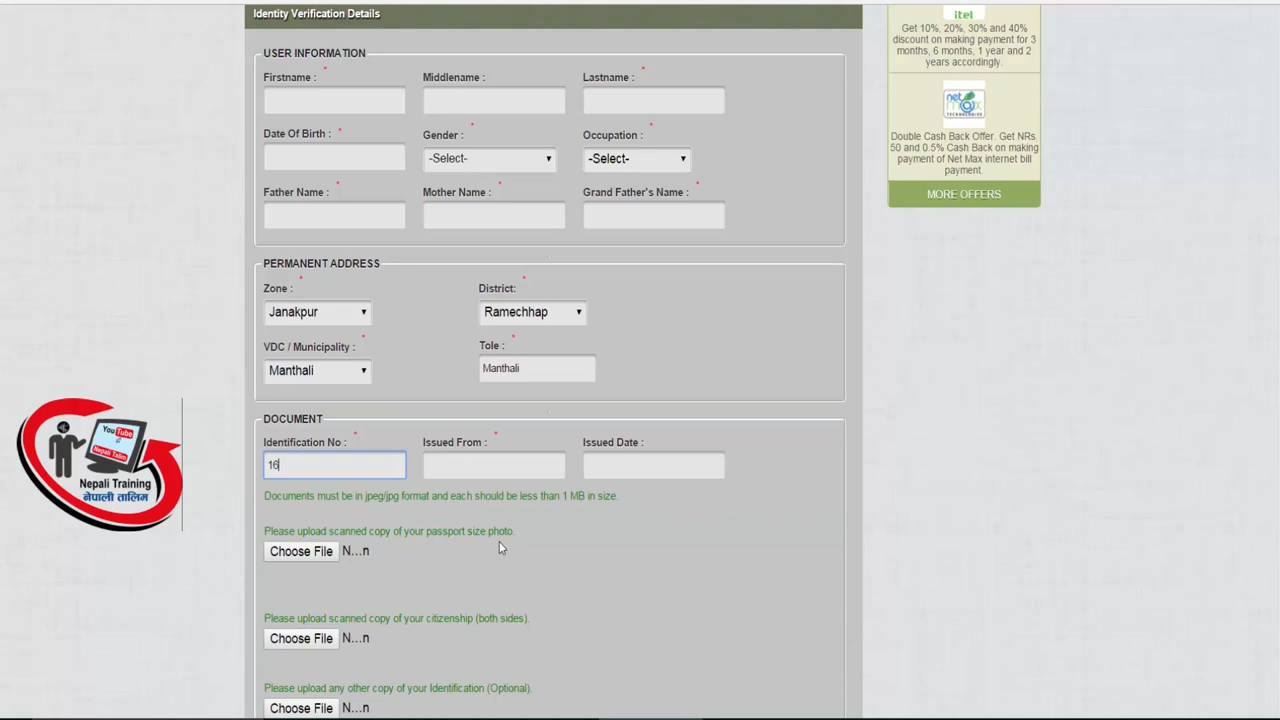 Identity Verification Details
USER INFORMATION
Firstname : *
Middlename :
Lastname : *
Date Of Birth : *
Gender : *
-Select-
Occupation : *
-Select-
Father Name : *
Mother Name : *
Grand Father's Name : *
PERMANENT ADDRESS
Zone : *
Janakpur
District: *
Ramechhap
VDC / Municipality : *
Manthali
Tole : *
Manthali
DOCUMENT
Identification No : *
16
Issued From : *
Issued Date :
Documents must be in jpeg/jpg format and each should be less than 1 MB in size.
Please upload scanned copy of your passport size photo.
Choose File N...n
Please upload scanned copy of your citizenship (both sides).
Choose File N...n
Please upload any other copy of your Identification (Optional).
Choose File N...n
itel
Get 10%, 20%, 30% and 40%
discount on making payment for 3
months, 6 months, 1 year and 2
years accordingly.
net
m@x
TECHNOLOGIES
Double Cash Back Offer. Get NRs.
50 and 0.5% Cash Back on making
payment of Net Max internet bill
payment.
MORE OFFERS
You Tube
Nepali Talim
Nepali Training
नेपाली तालिम